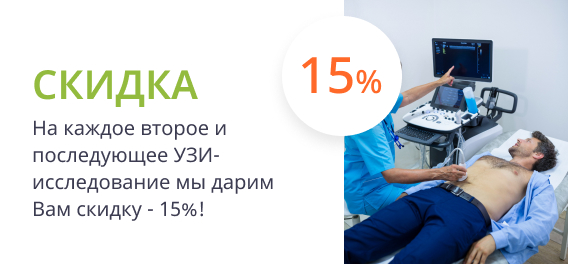 СКИДКА
На каждое второе и
последующее УЗИ-
исследование мы дарим
Вам скидку - 15%!
15%